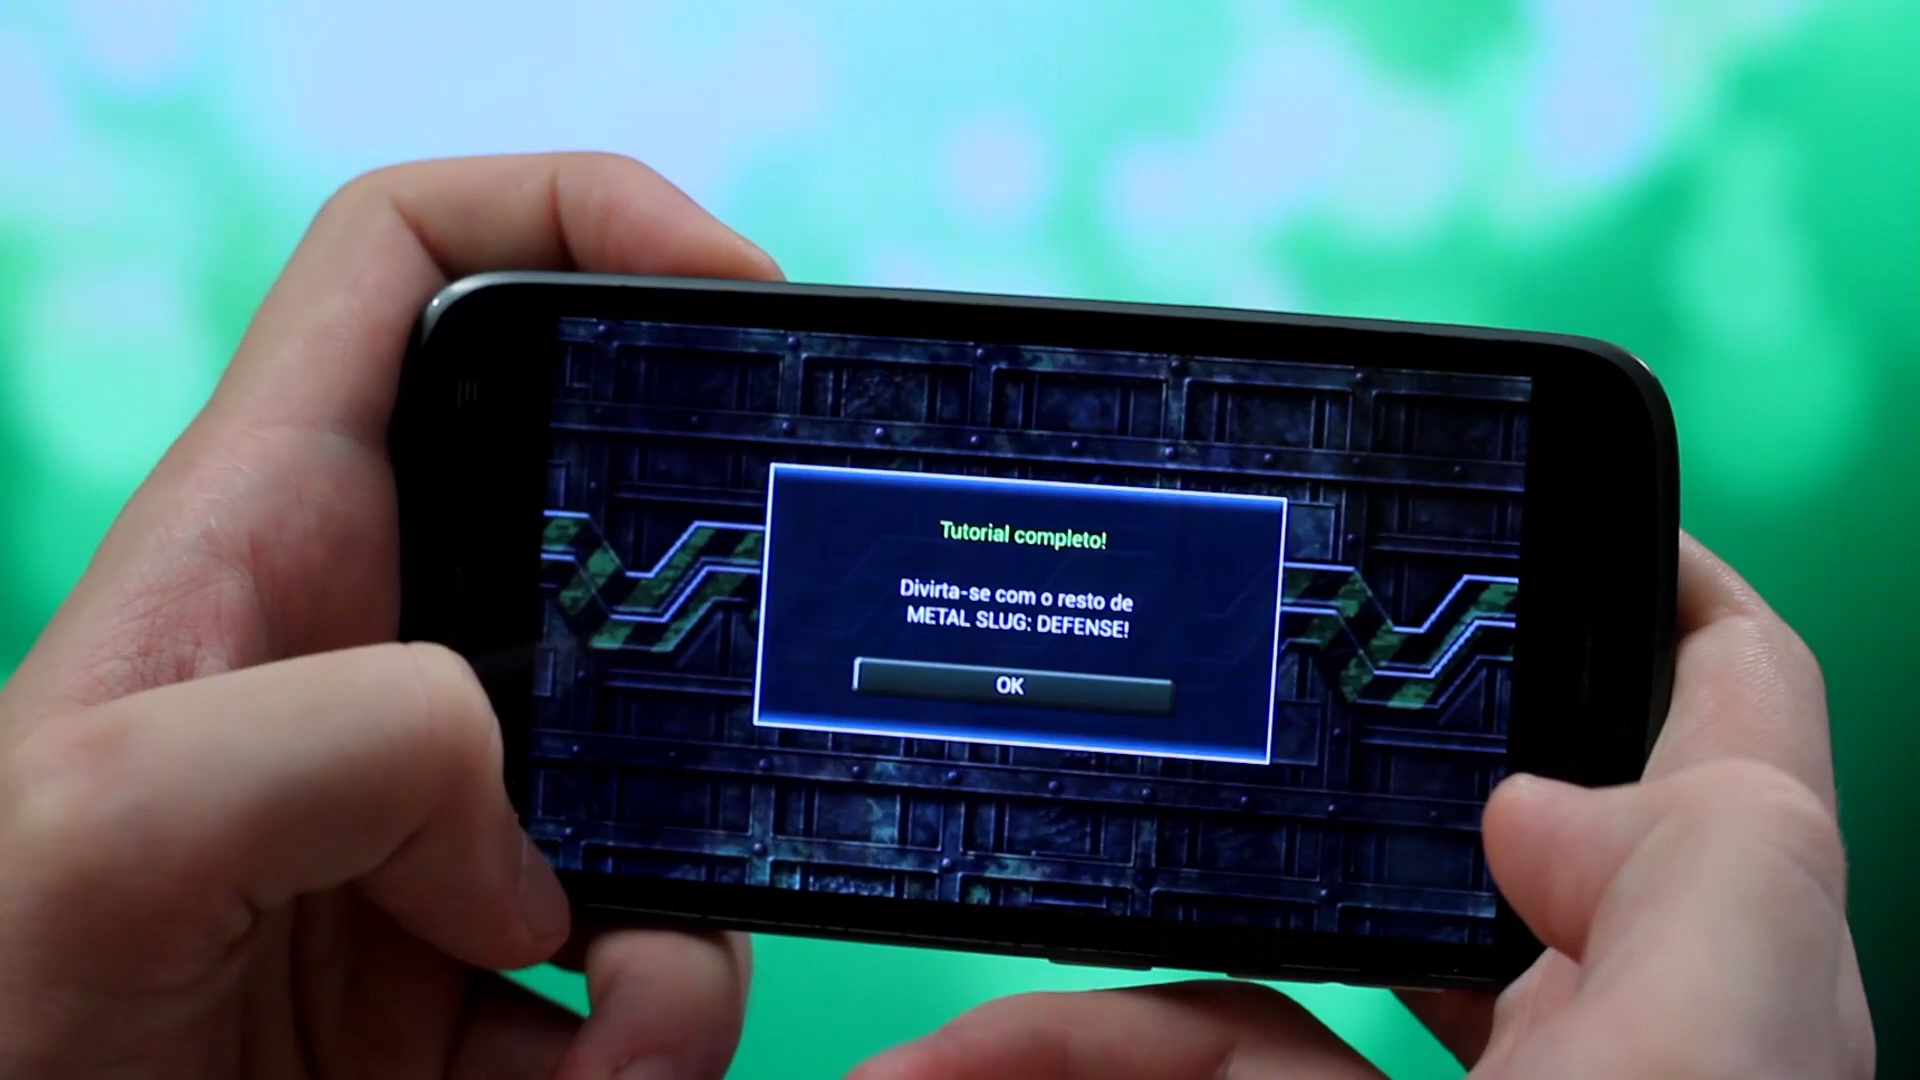 Tutorial completo!
Divirta-se com o resto de
METAL SLUG: DEFENSE!
OK